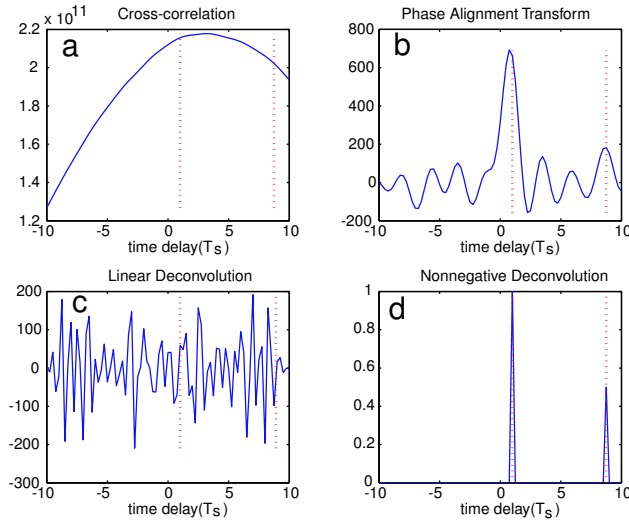 Cross-correlation
x 10^11
a
2.2
2
1.8
1.6
1.4
1.2
-10 -5 0 5 10
time delay(T_s)
Phase Alignment Transform
b
800
600
400
200
0
-200
-10 -5 0 5 10
time delay(T_s)
Linear Deconvolution
c
200
100
0
-100
-200
-300
-10 -5 0 5 10
time delay(T_s)
Nonnegative Deconvolution
d
1
0.8
0.6
0.4
0.2
0
-10 -5 0 5 10
time delay(T_s)